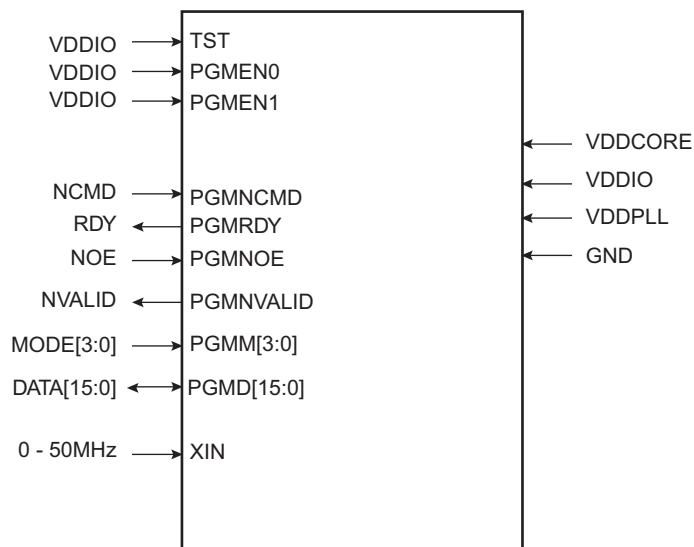 VDDIO TST
VDDIO PGMEN0
VDDIO PGMEN1
VDDCORE
VDDIO
NCMD PGMNCMD
VDDPLL
RDY PGMRDY
GND
NOE PGMNOE
NVALID PGMNVALID
MODE[3:0] PGMM[3:0]
DATA[15:0] PGMD[15:0]
0 - 50MHz XIN